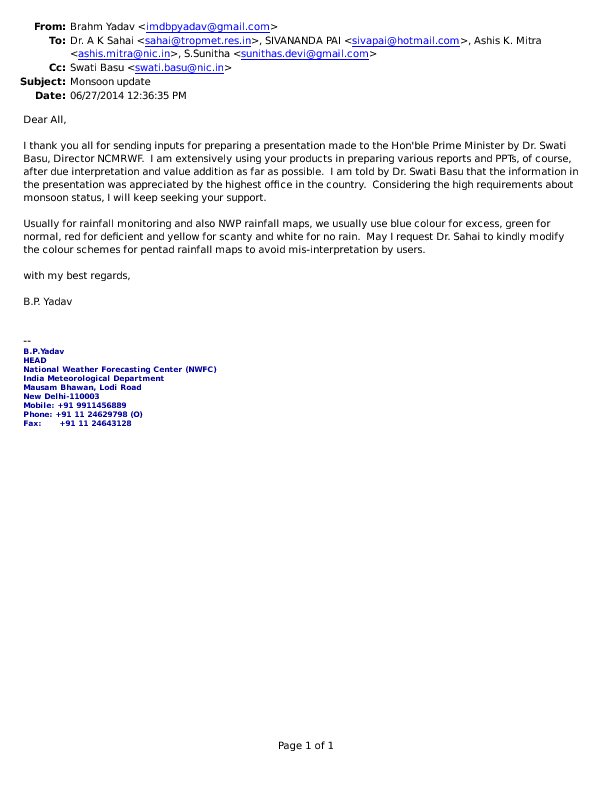 From: Brahm Yadav <imdbpyadav@gmail.com>
To: Dr. A K Sahai <sahai@tropmet.res.in>, SIVANANDA PAI <sivapai@hotmail.com>, Ashis K. Mitra
<ashis.mitra@nic.in>, S.Sunitha <sunithas.devi@gmail.com>
Cc: Swati Basu <swati.basu@nic.in>
Subject: Monsoon update
Date: 06/27/2014 12:36:35 PM
Dear All,
I thank you all for sending inputs for preparing a presentation made to the Hon'ble Prime Minister by Dr. Swati
Basu, Director NCMRWF.  I am extensively using your products in preparing various reports and PPTs, of course,
after due interpretation and value addition as far as possible.  I am told by Dr. Swati Basu that the information in
the presentation was appreciated by the highest office in the country.  Considering the high requirements about
monsoon status, I will keep seeking your support.
Usually for rainfall monitoring and also NWP rainfall maps, we usually use blue colour for excess, green for
normal, red for deficient and yellow for scanty and white for no rain.  May I request Dr. Sahai to kindly modify
the colour schemes for pentad rainfall maps to avoid mis-interpretation by users.
with my best regards,
B.P. Yadav
--
B.P.Yadav
HEAD
National Weather Forecasting Center (NWFC)
India Meteorological Department
Mausam Bhawan, Lodi Road
New Delhi-110003
Mobile: +91 9911456889
Phone: +91 11 24629798 (O)
Fax: +91 11 24643128
Page 1 of 1